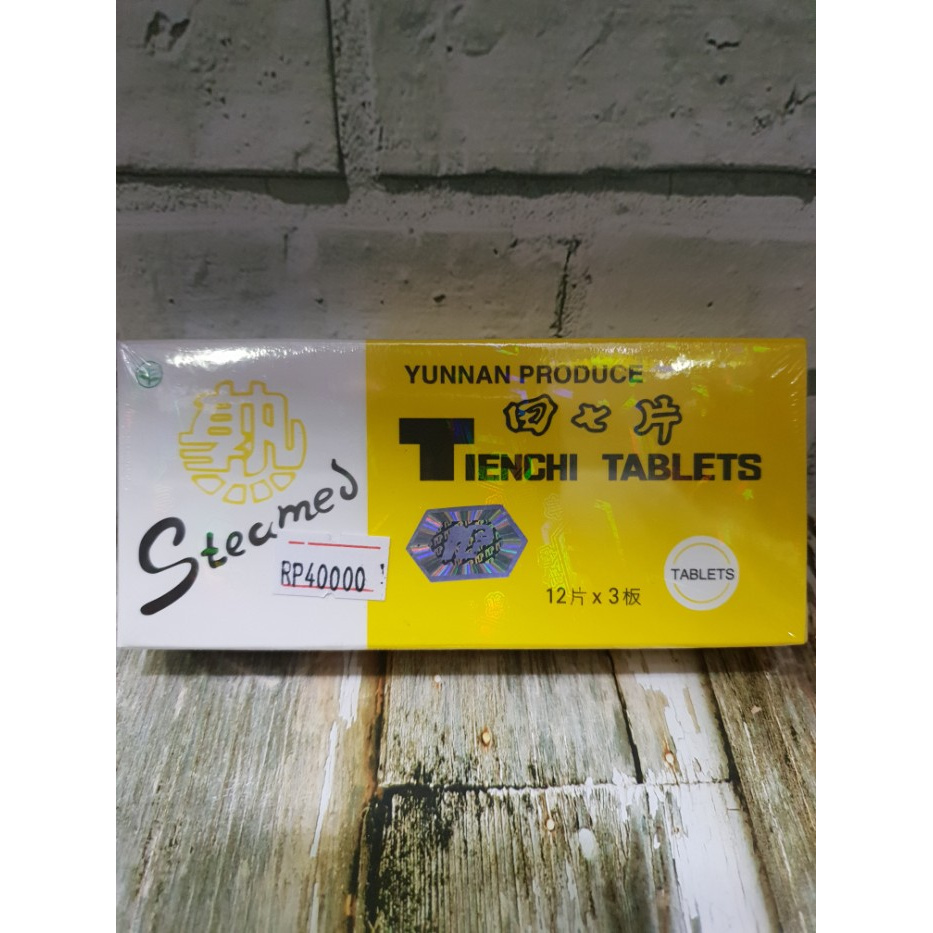 熟
Steamed
RP40000
YUNNAN PRODUCE
田七片
TIENCHI TABLETS
12片 x 3板
TABLETS